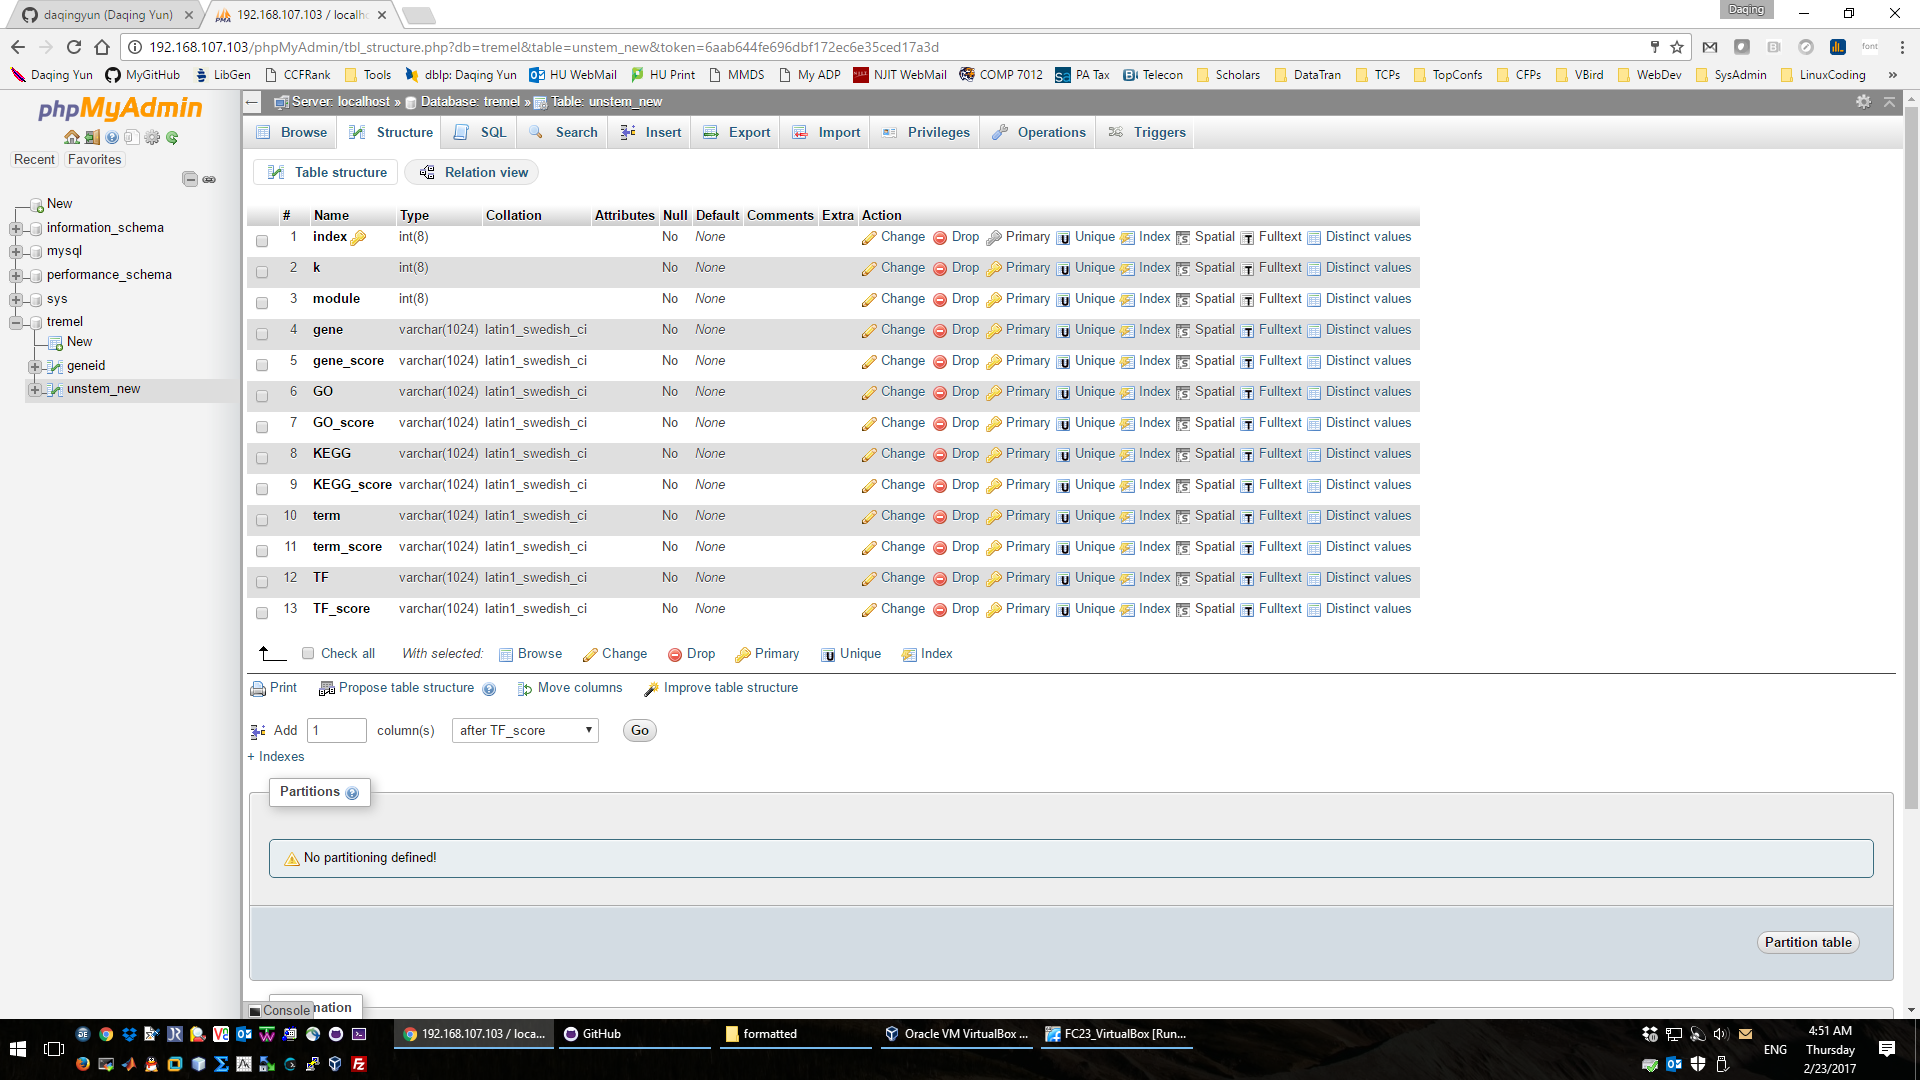 daqingyun (Daqing Yun)
192.168.107.103 / localh
Daqing
192.168.107.103/phpMyAdmin/tbl_structure.php?db=tremel&table=unstem_new&token=6aab644fe696dbf172ec6e35ced17a3d
Daqing Yun MyGitHub LibGen CCFRank Tools dblp: Daqing Yun HU WebMail HU Print MMDS My ADP NJIT WebMail COMP 7012 PA Tax Telecon Scholars DataTran TCPs TopConfs CFPs VBird WebDev SysAdmin LinuxCoding »
phpMyAdmin
Recent Favorites
New
information_schema
mysql
performance_schema
sys
tremel
New
geneid
unstem_new
Server: localhost » Database: tremel » Table: unstem_new
Browse Structure SQL Search Insert Export Import Privileges Operations Triggers
Table structure Relation view
# Name Type Collation Attributes Null Default Comments Extra Action
1 index int(8) No None Change Drop Primary Unique Index Spatial Fulltext Distinct values
2 k int(8) No None Change Drop Primary Unique Index Spatial Fulltext Distinct values
3 module int(8) No None Change Drop Primary Unique Index Spatial Fulltext Distinct values
4 gene varchar(1024) latin1_swedish_ci No None Change Drop Primary Unique Index Spatial Fulltext Distinct values
5 gene_score varchar(1024) latin1_swedish_ci No None Change Drop Primary Unique Index Spatial Fulltext Distinct values
6 GO varchar(1024) latin1_swedish_ci No None Change Drop Primary Unique Index Spatial Fulltext Distinct values
7 GO_score varchar(1024) latin1_swedish_ci No None Change Drop Primary Unique Index Spatial Fulltext Distinct values
8 KEGG varchar(1024) latin1_swedish_ci No None Change Drop Primary Unique Index Spatial Fulltext Distinct values
9 KEGG_score varchar(1024) latin1_swedish_ci No None Change Drop Primary Unique Index Spatial Fulltext Distinct values
10 term varchar(1024) latin1_swedish_ci No None Change Drop Primary Unique Index Spatial Fulltext Distinct values
11 term_score varchar(1024) latin1_swedish_ci No None Change Drop Primary Unique Index Spatial Fulltext Distinct values
12 TF varchar(1024) latin1_swedish_ci No None Change Drop Primary Unique Index Spatial Fulltext Distinct values
13 TF_score varchar(1024) latin1_swedish_ci No None Change Drop Primary Unique Index Spatial Fulltext Distinct values
Check all With selected: Browse Change Drop Primary Unique Index
Print Propose table structure Move columns Improve table structure
Add 1 column(s) after TF_score Go
+ Indexes
Partitions
No partitioning defined!
Partition table
Console mation
192.168.107.103 / loca... GitHub formatted Oracle VM VirtualBox ... FC23_VirtualBox [Run...
ENG
4:51 AM
Thursday
2/23/2017